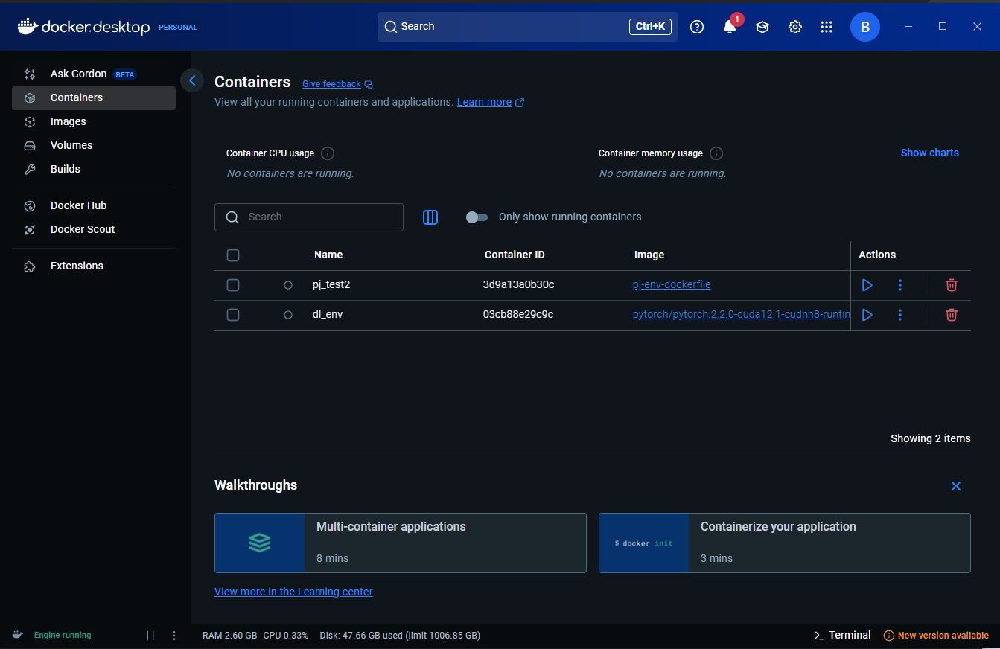 docker.desktop PERSONAL Search Ctrl+K 1 B
Ask Gordon BETA
Containers
Images
Volumes
Builds
Docker Hub
Docker Scout
Extensions
Containers Give feedback
View all your running containers and applications. Learn more
Container CPU usage
No containers are running.
Container memory usage
No containers are running.
Show charts
Search Only show running containers
Name Container ID Image Actions
pj_test2 3d9a13a0b30c pj-env-dockerfile
dl_env 03cb88e29c9c pytorch/pytorch:2.2.0-cuda12.1-cudnn8-runtim
Showing 2 items
Walkthroughs
Multi-container applications
8 mins
$ docker init
Containerize your application
3 mins
View more in the Learning center
Engine running RAM 2.60 GB CPU 0.33% Disk: 47.66 GB used (limit 1006.85 GB) >_ Terminal New version available